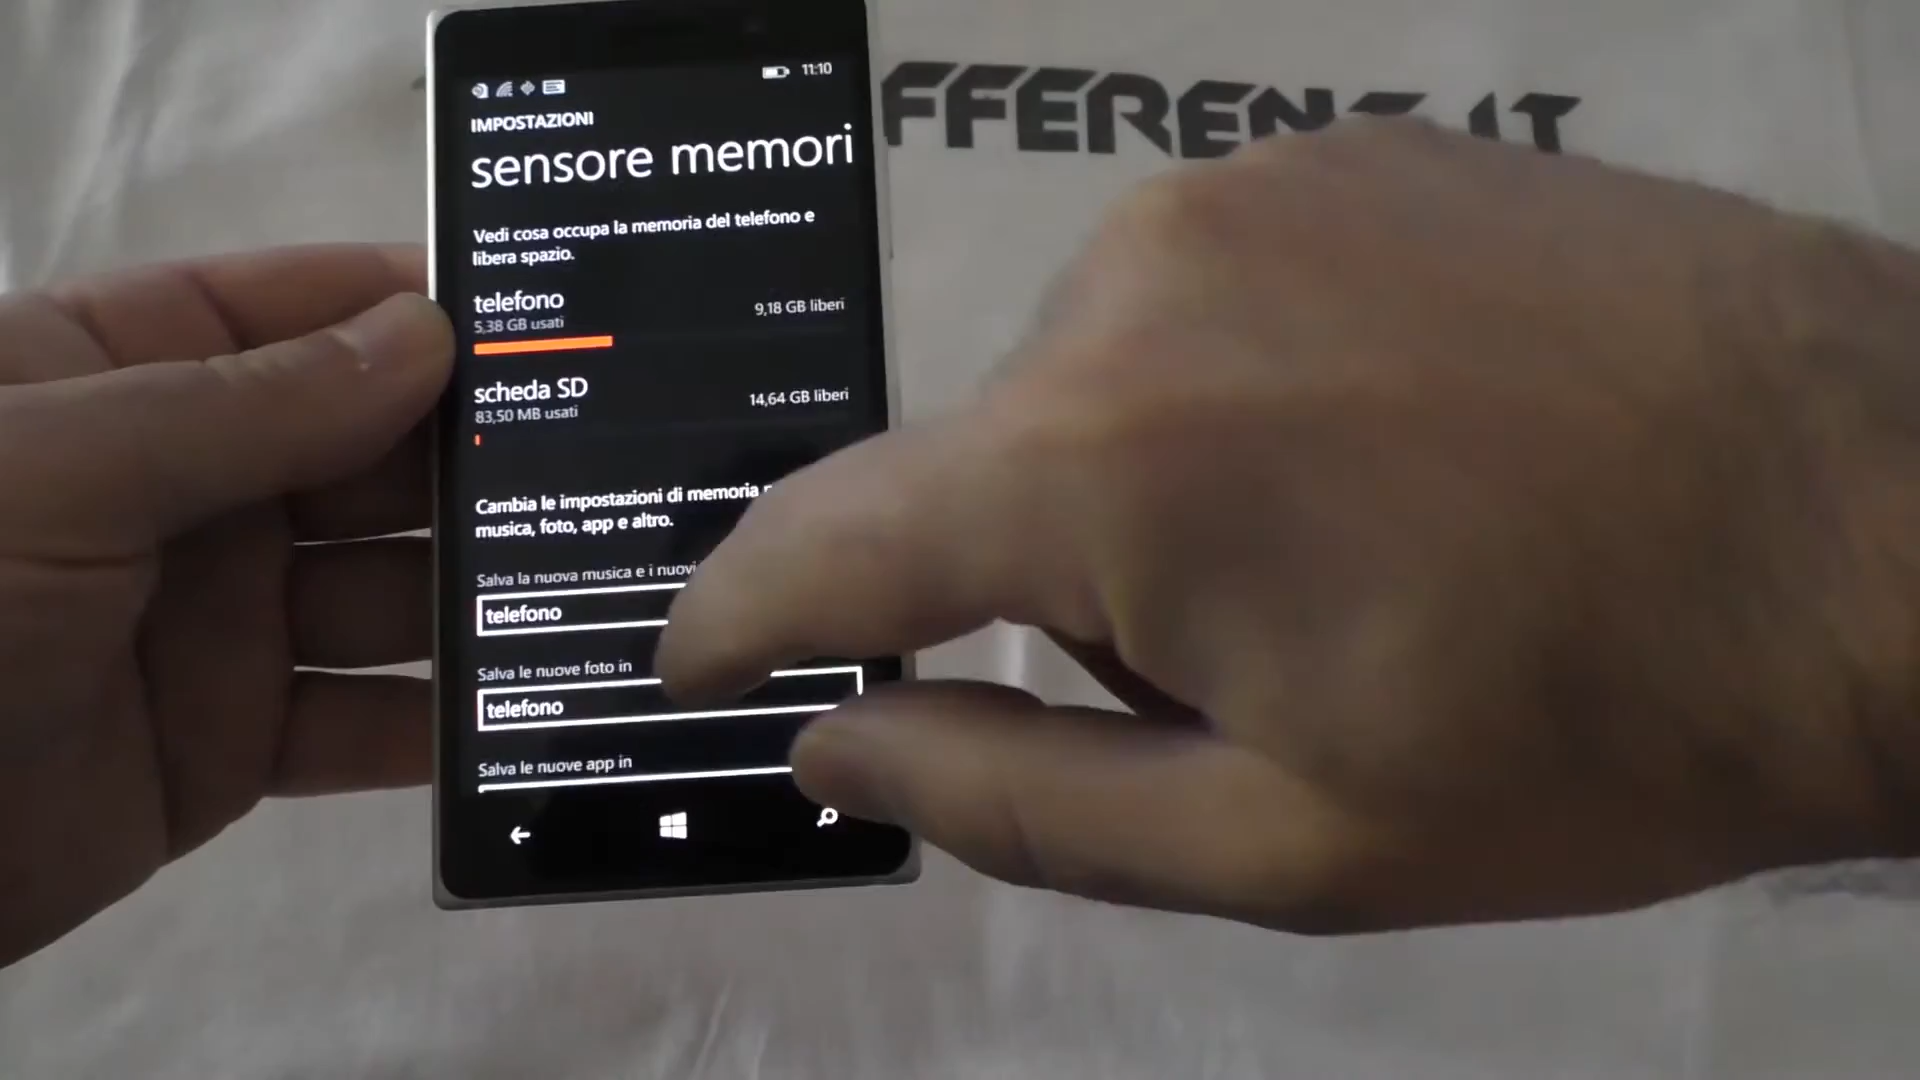 FFEREN
IT
11:10
IMPOSTAZIONI
sensore memori
Vedi cosa occupa la memoria del telefono e
libera spazio.
telefono
5,38 GB usati
9,18 GB liberi
scheda SD
83,50 MB usati
14,64 GB liberi
Cambia le impostazioni di memoria
musica, foto, app e altro.
Salva la nuova musica e i nuovi
telefono
Salva le nuove foto in
telefono
Salva le nuove app in